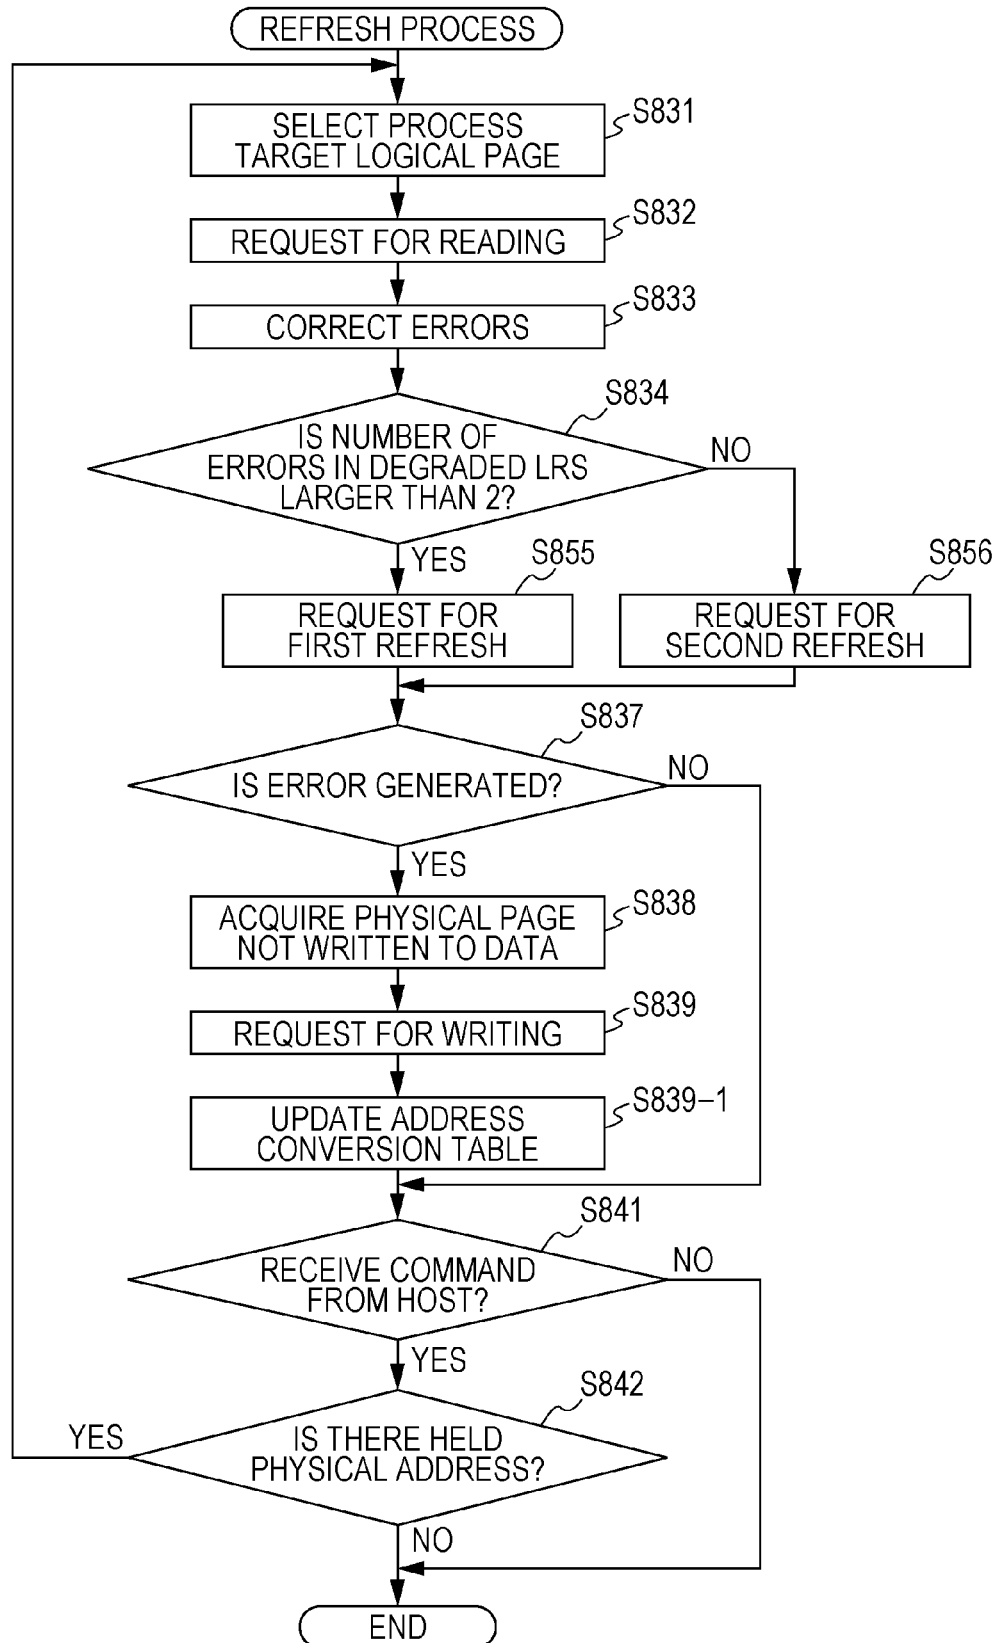 REFRESH PROCESS
S831
SELECT PROCESS
TARGET LOGICAL PAGE
S832
REQUEST FOR READING
S833
CORRECT ERRORS
S834
IS NUMBER OF
ERRORS IN DEGRADED LRS
LARGER THAN 2?
NO
YES
S855
REQUEST FOR
FIRST REFRESH
S856
REQUEST FOR
SECOND REFRESH
S837
IS ERROR GENERATED?
NO
YES
S838
ACQUIRE PHYSICAL PAGE
NOT WRITTEN TO DATA
S839
REQUEST FOR WRITING
S839-1
UPDATE ADDRESS
CONVERSION TABLE
S841
RECEIVE COMMAND
FROM HOST?
NO
YES
S842
IS THERE HELD
PHYSICAL ADDRESS?
YES
NO
END